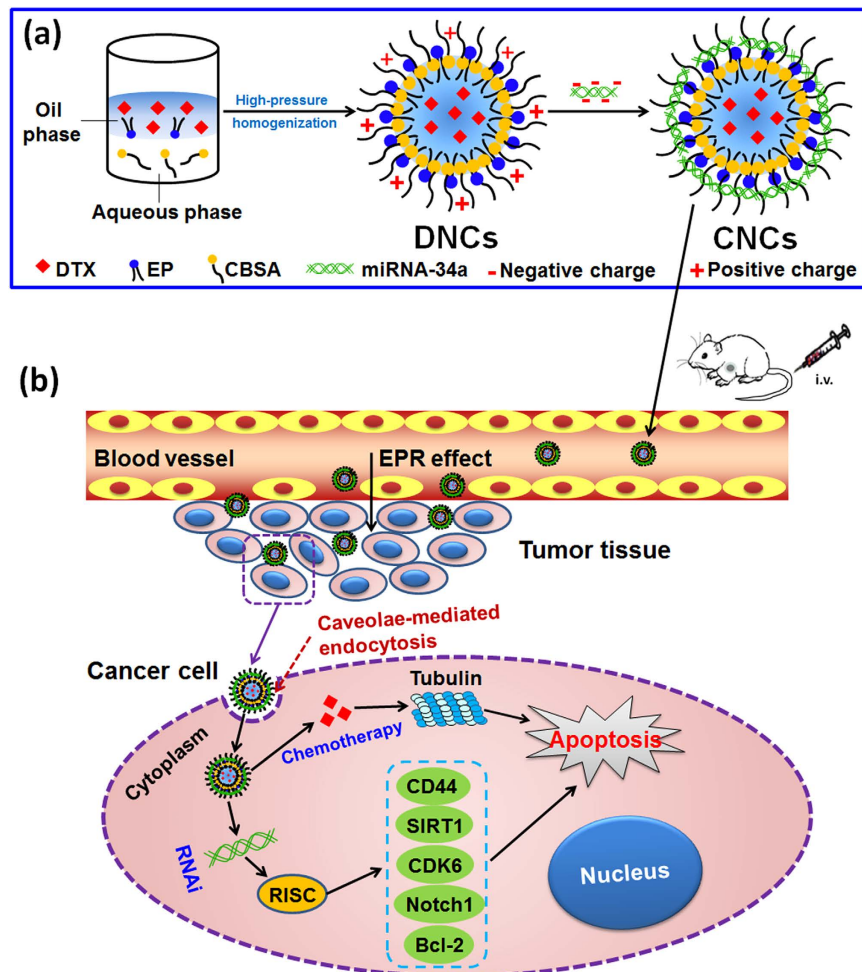 (a)
Oil
phase
High-pressure
homogenization
Aqueous phase
DNCs
CNCs
DTX
EP
CBSA
miRNA-34a
- Negative charge
+ Positive charge
i.v.
(b)
Blood vessel
EPR effect
Tumor tissue
Caveolae-mediated
endocytosis
Cancer cell
Tubulin
Cytoplasm
Chemotherapy
Apoptosis
CD44
SIRT1
CDK6
Notch1
Bcl-2
RNAi
RISC
Nucleus